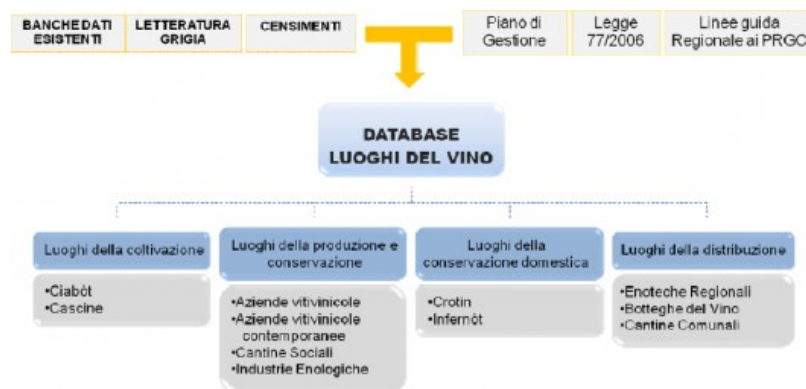 BANCHE DATI
ESISTENTI
LETTERATURA
GRIGIA
CENSIMENTI
Piano di
Gestione
Legge
77/2006
Linee guida
Regionale ai PRGC
DATABASE
LUOGHI DEL VINO
Luoghi della coltivazione
•Ciabòt
•Cascine
Luoghi della produzione e
conservazione
•Aziende vitivinicole
•Aziende vitivinicole
contemporanee
•Cantine Sociali
•Industrie Enologiche
Luoghi della
conservazione domestica
•Crotin
•Infernòt
Luoghi della distribuzione
•Enoteche Regionali
•Botteghe del Vino
•Cantine Comunali